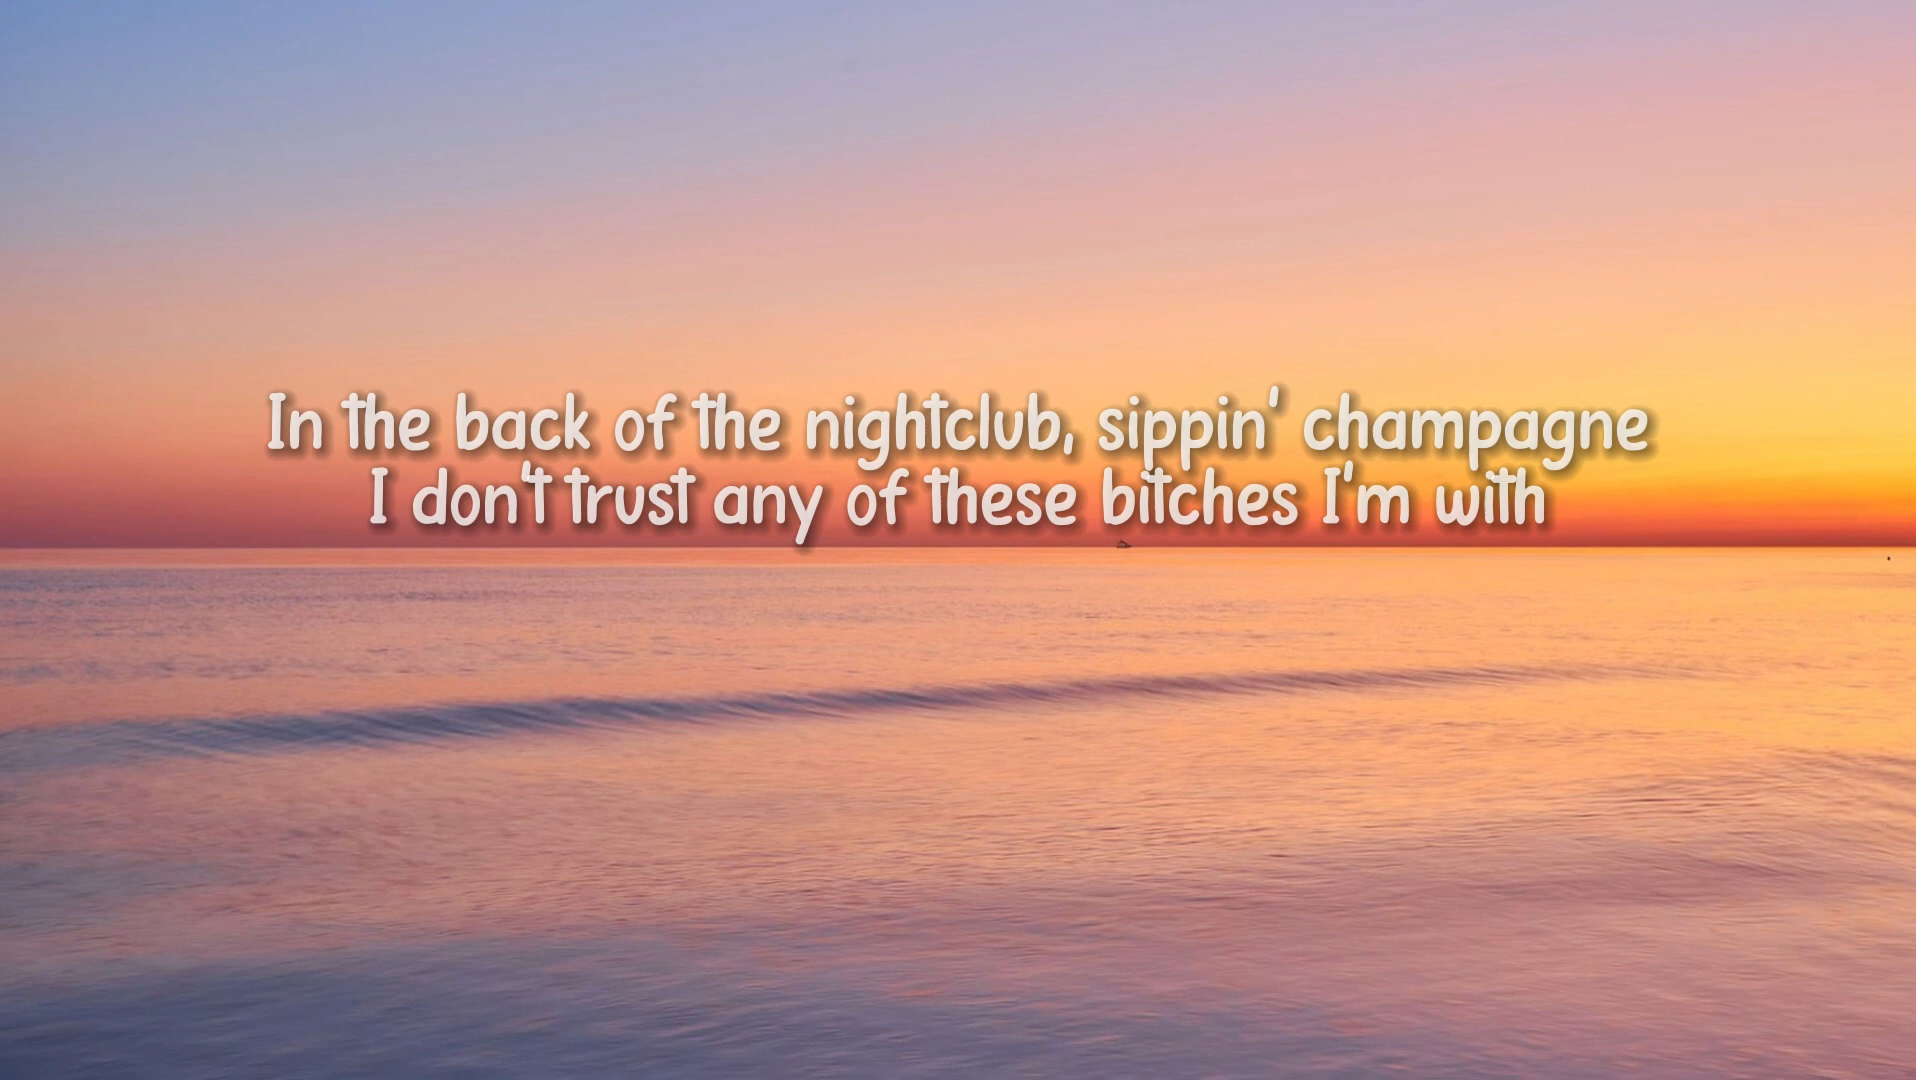 In the back of the nightclub, sippin' champagne
I don't trust any of these bitches I'm with